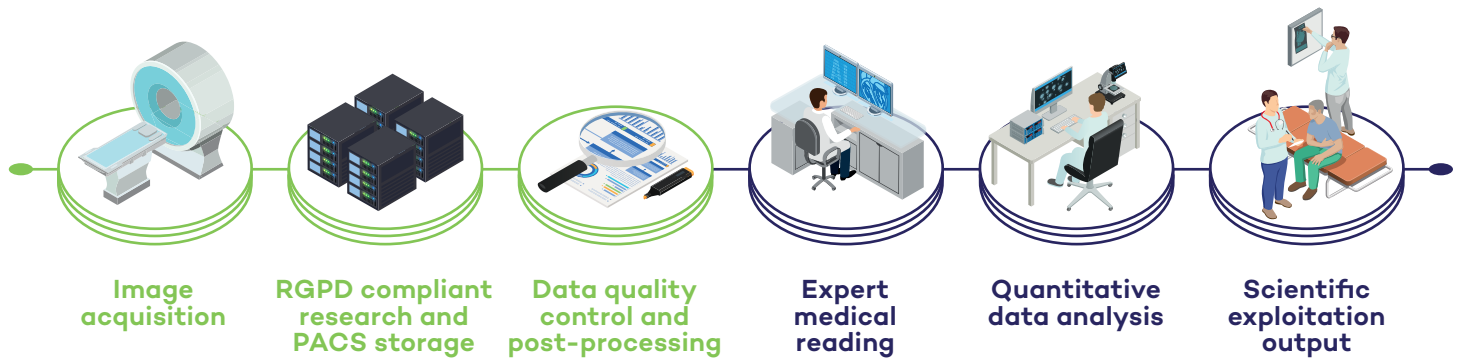 Image
acquisition
RGPD compliant
research and
PACS storage
Data quality
control and
post-processing
Expert
medical
reading
Quantitative
data analysis
Scientific
exploitation
output